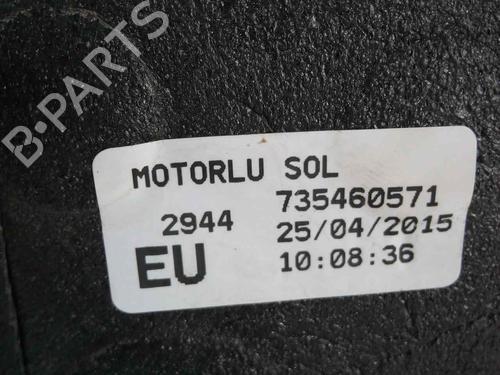 B-PARTS
MOTORLU SOL
735460571
2944
25/04/2015
EU
10:08:36